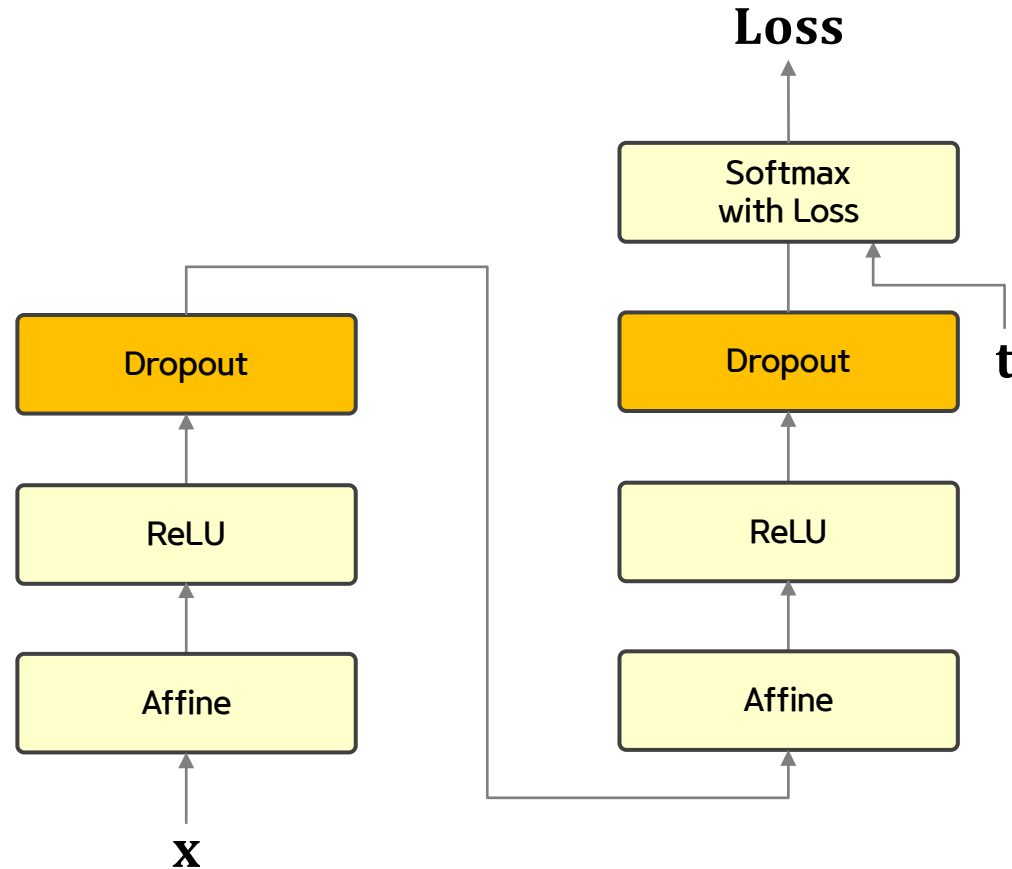 Loss
Softmax
with Loss
Dropout
Dropout
t
ReLU
ReLU
Affine
Affine
x